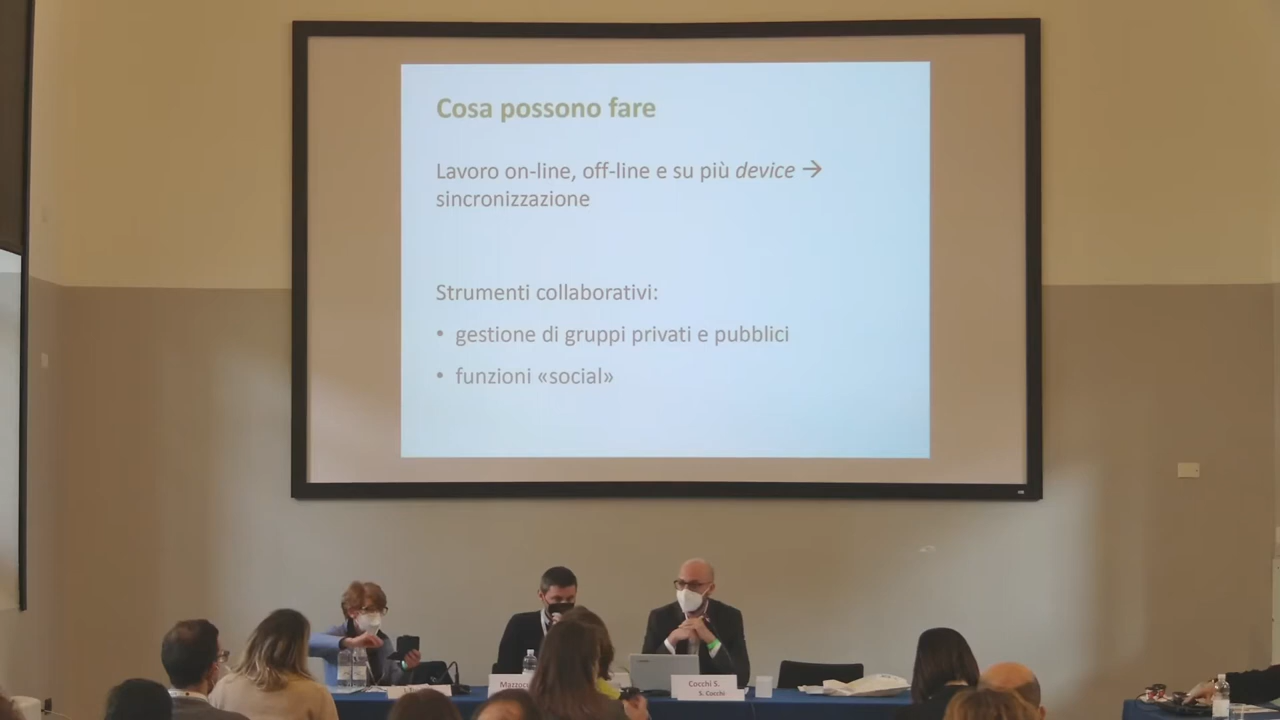 Cosa possono fare
Lavoro on-line, off-line e su più device →
sincronizzazione
Strumenti collaborativi:
• gestione di gruppi privati e pubblici
• funzioni «social»
Cocchi S.
S. Cocchi